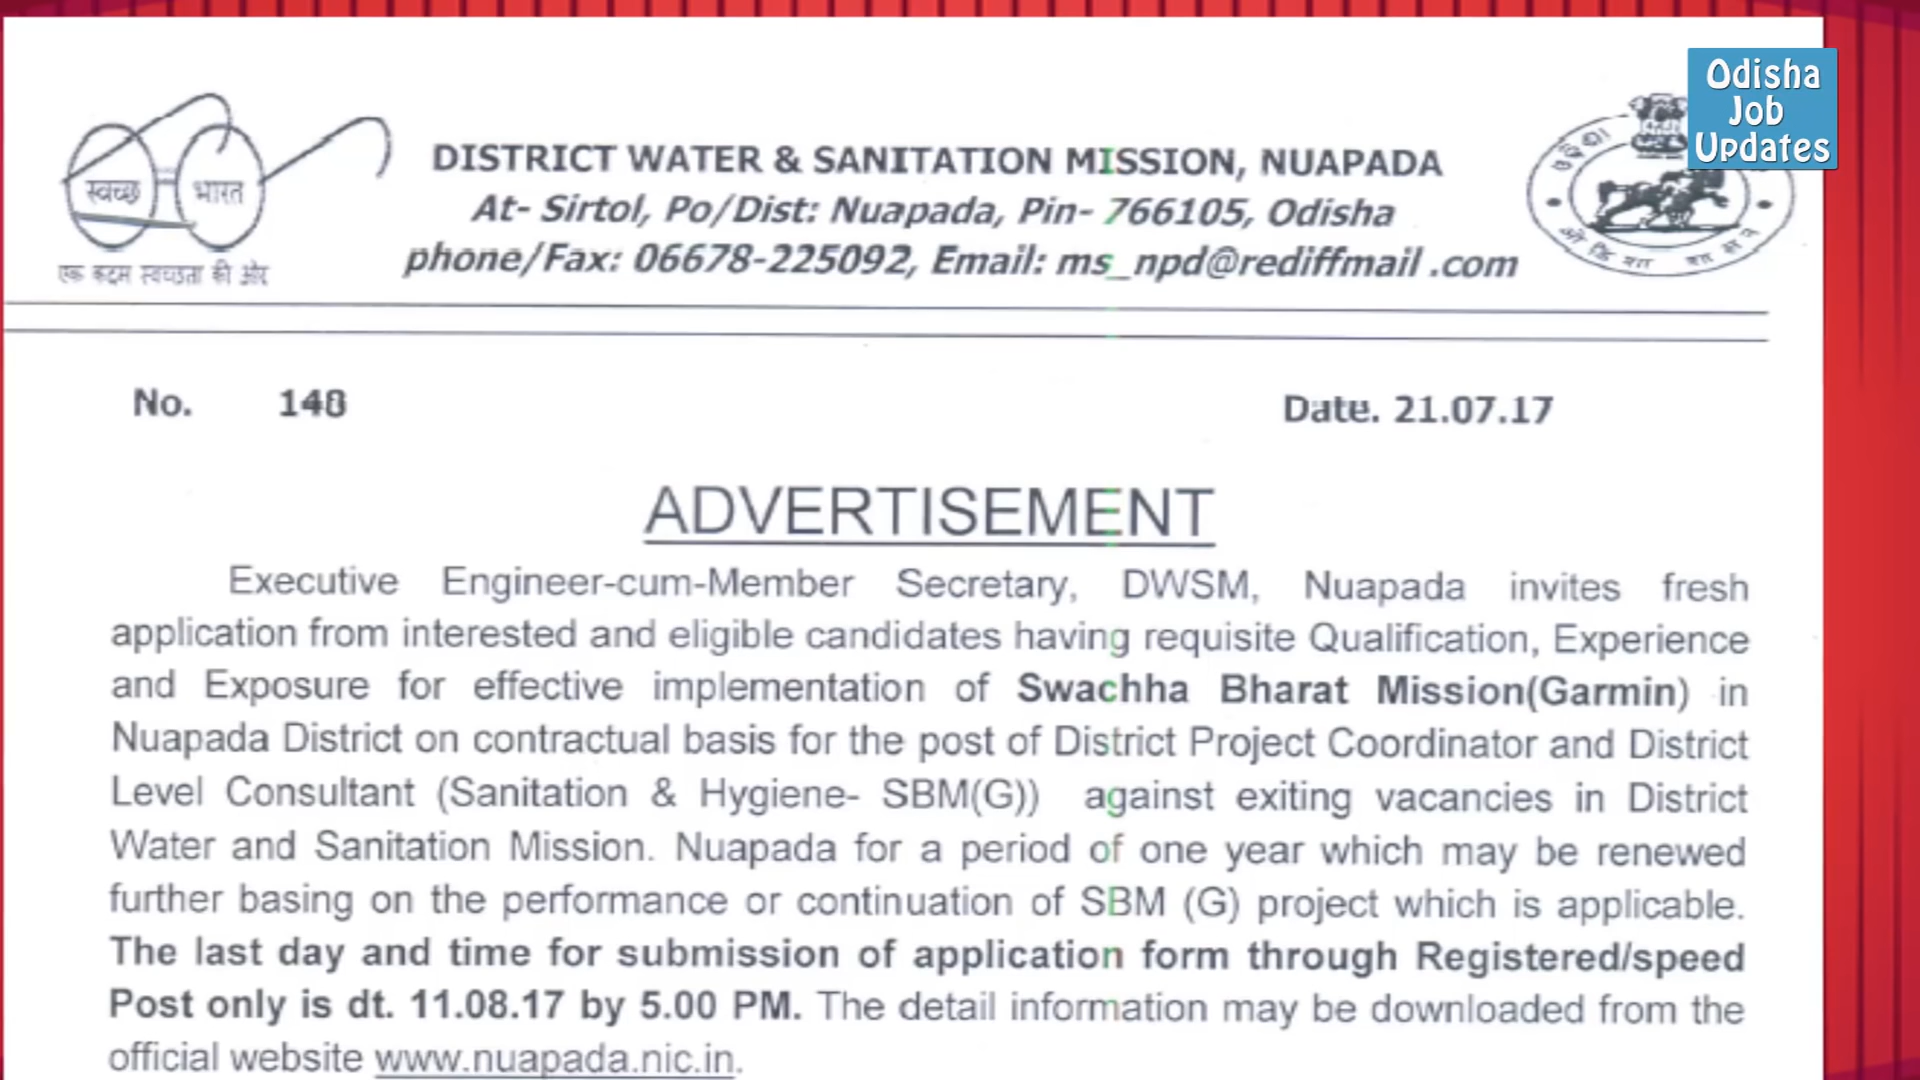 Odisha
Job
Updates
स्वच्छ भारत
एक कदम स्वच्छता की ओर
DISTRICT WATER & SANITATION MISSION, NUAPADA
At- Sirtol, Po/Dist: Nuapada, Pin- 766105, Odisha
phone/Fax: 06678-225092, Email: ms_npd@rediffmail .com
No. 148
Date. 21.07.17
ADVERTISEMENT
Executive Engineer-cum-Member Secretary, DWSM, Nuapada invites fresh
application from interested and eligible candidates having requisite Qualification, Experience
and Exposure for effective implementation of Swachha Bharat Mission(Garmin) in
Nuapada District on contractual basis for the post of District Project Coordinator and District
Level Consultant (Sanitation & Hygiene- SBM(G)) against exiting vacancies in District
Water and Sanitation Mission. Nuapada for a period of one year which may be renewed
further basing on the performance or continuation of SBM (G) project which is applicable.
The last day and time for submission of application form through Registered/speed
Post only is dt. 11.08.17 by 5.00 PM. The detail information may be downloaded from the
official website www.nuapada.nic.in.